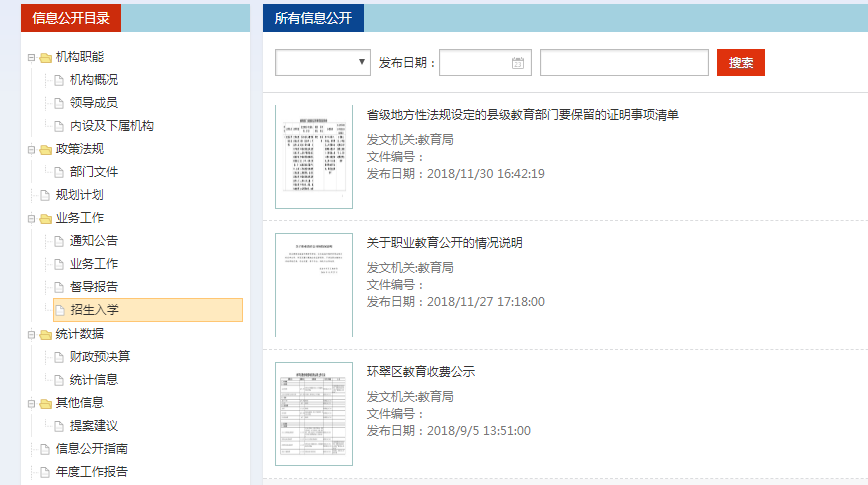 信息公开目录
机构职能
机构概况
领导成员
内设及下属机构
政策法规
部门文件
规划计划
业务工作
通知公告
业务工作
督导报告
招生入学
统计数据
财政预决算
统计信息
其他信息
提案建议
信息公开指南
年度工作报告
所有信息公开
发布日期：
搜索
省级地方性法规设定的县级教育部门要保留的证明事项清单
发文机关:教育局
文件编号：
发布日期：2018/11/30 16:42:19
关于职业教育公开的情况说明
发文机关:教育局
文件编号：
发布日期：2018/11/27 17:18:00
环翠区教育收费公示
发文机关:教育局
文件编号：
发布日期：2018/9/5 13:51:00